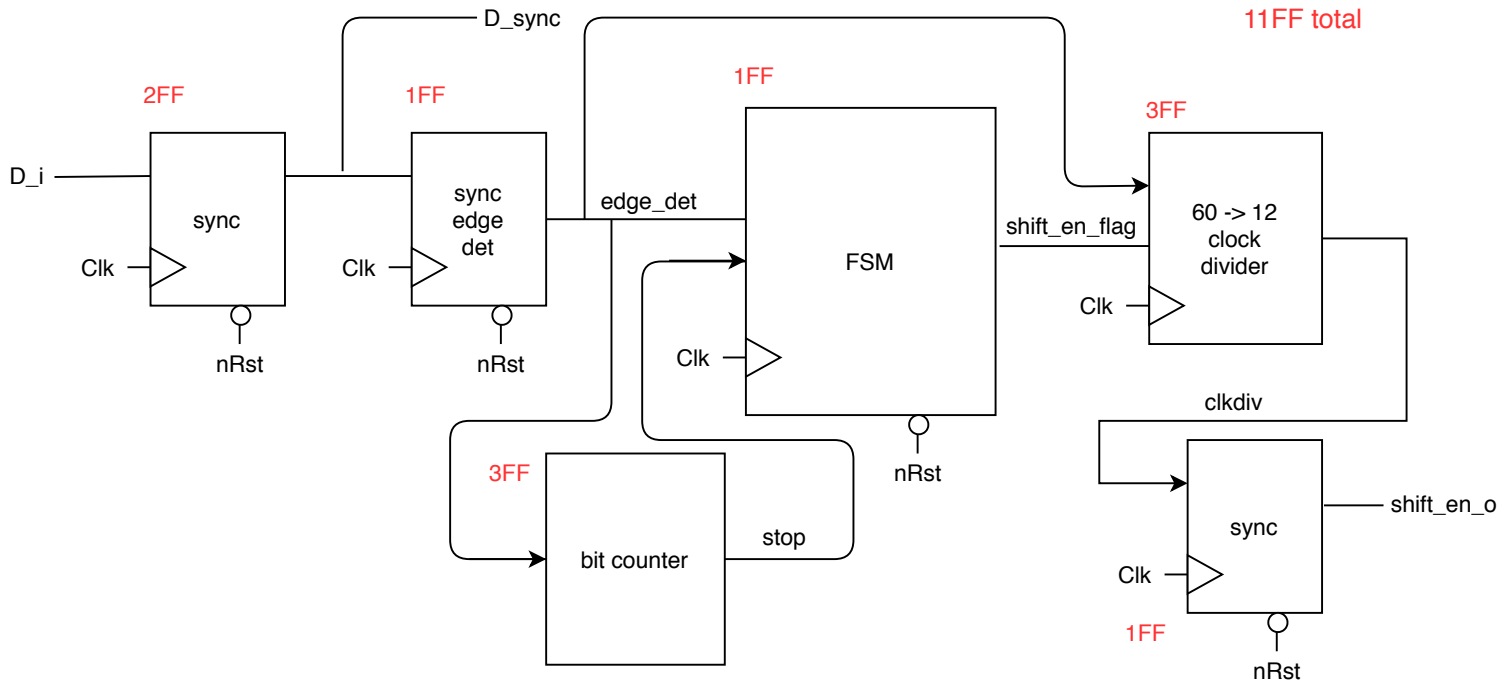 D_sync
11FF total
2FF
1FF
1FF
3FF
D_i
sync
Clk
nRst
sync
edge
det
Clk
nRst
edge_det
FSM
Clk
nRst
shift_en_flag
60 -> 12
clock
divider
Clk
clkdiv
3FF
bit counter
stop
sync
Clk
shift_en_o
1FF
nRst